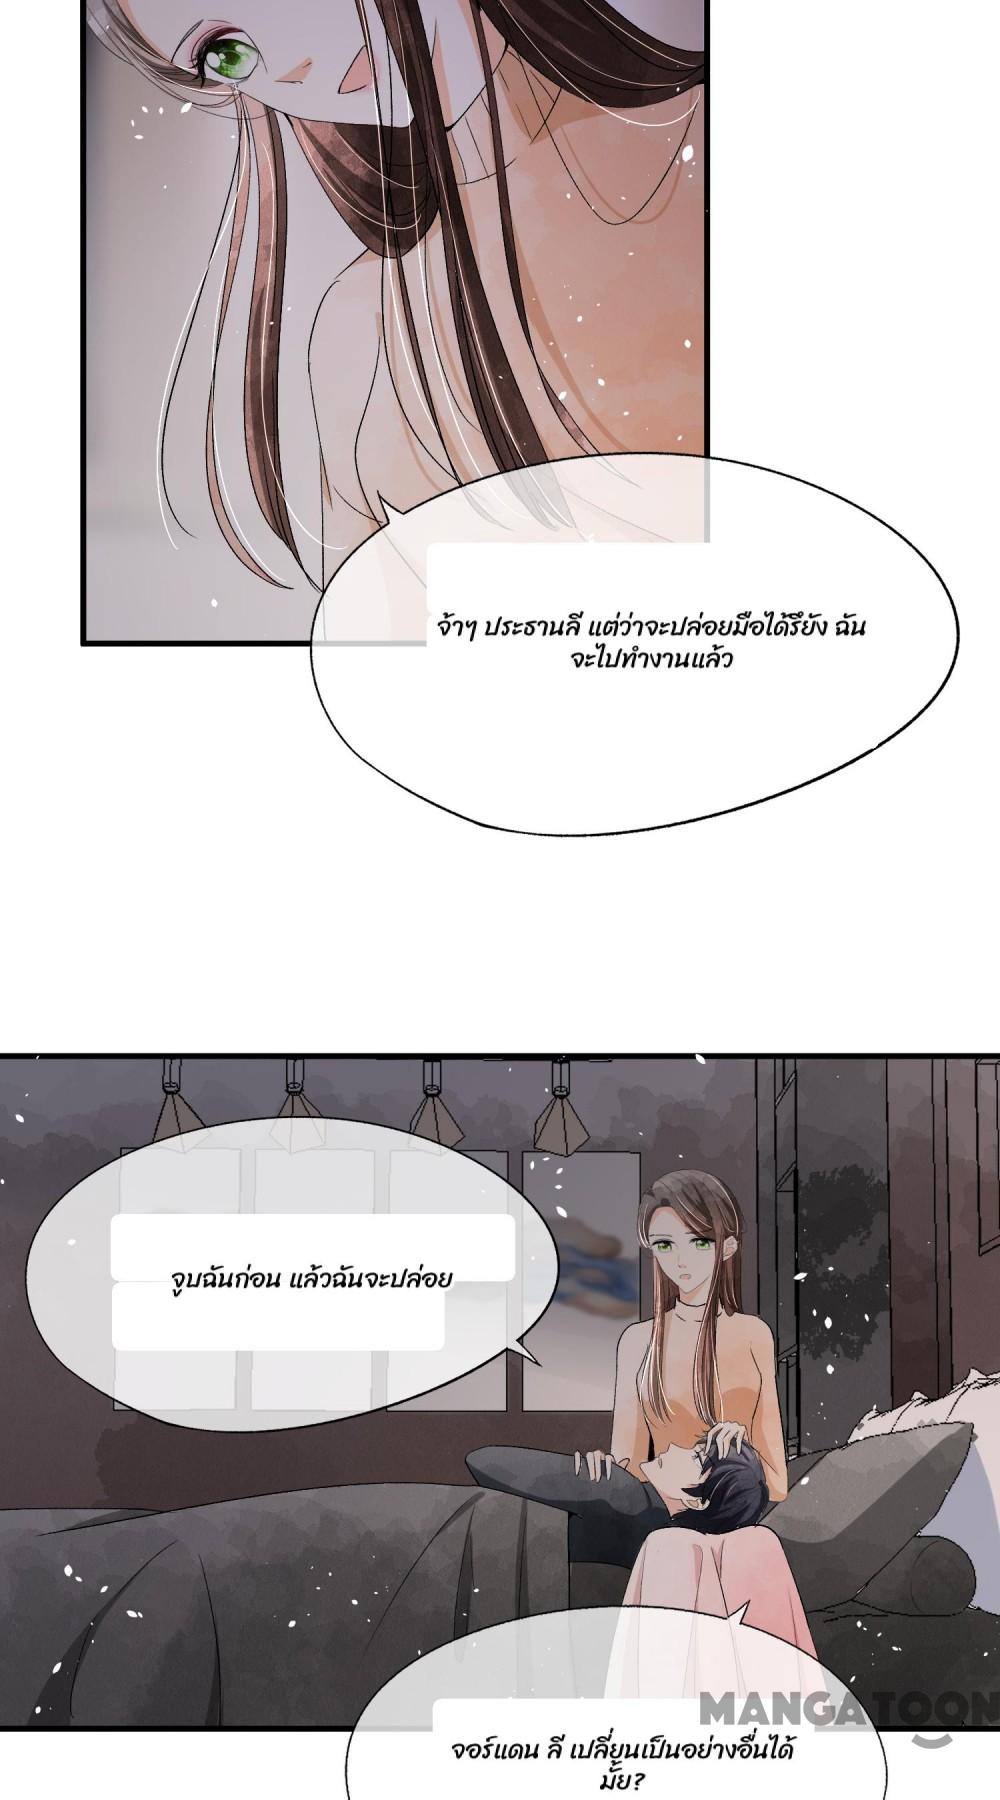 จ้าๆ ประธานลี แต่ว่าจะปล่อยมือได้รึยัง ฉัน
จะไปทำงานแล้ว
จูบฉันก่อน แล้วฉันจะปล่อย
MANGATOON
จอร์แดน ลี เปลี่ยนเป็นอย่างอื่นได้
มั้ย?